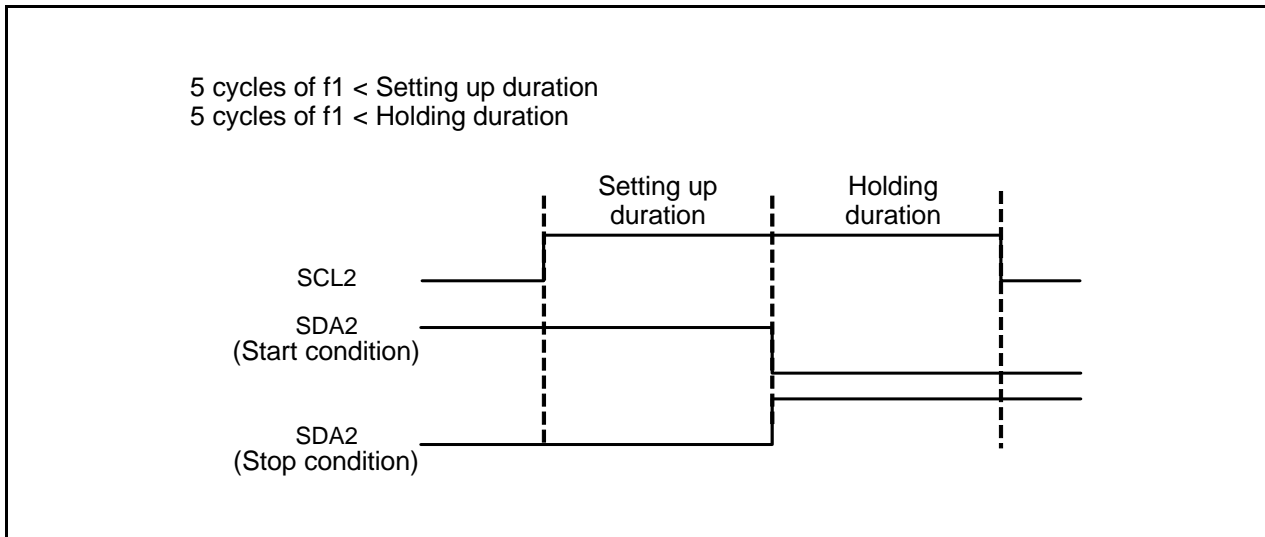 5 cycles of f1 < Setting up duration
5 cycles of f1 < Holding duration
Setting up
duration
Holding
duration
SCL2
SDA2
(Start condition)
SDA2
(Stop condition)